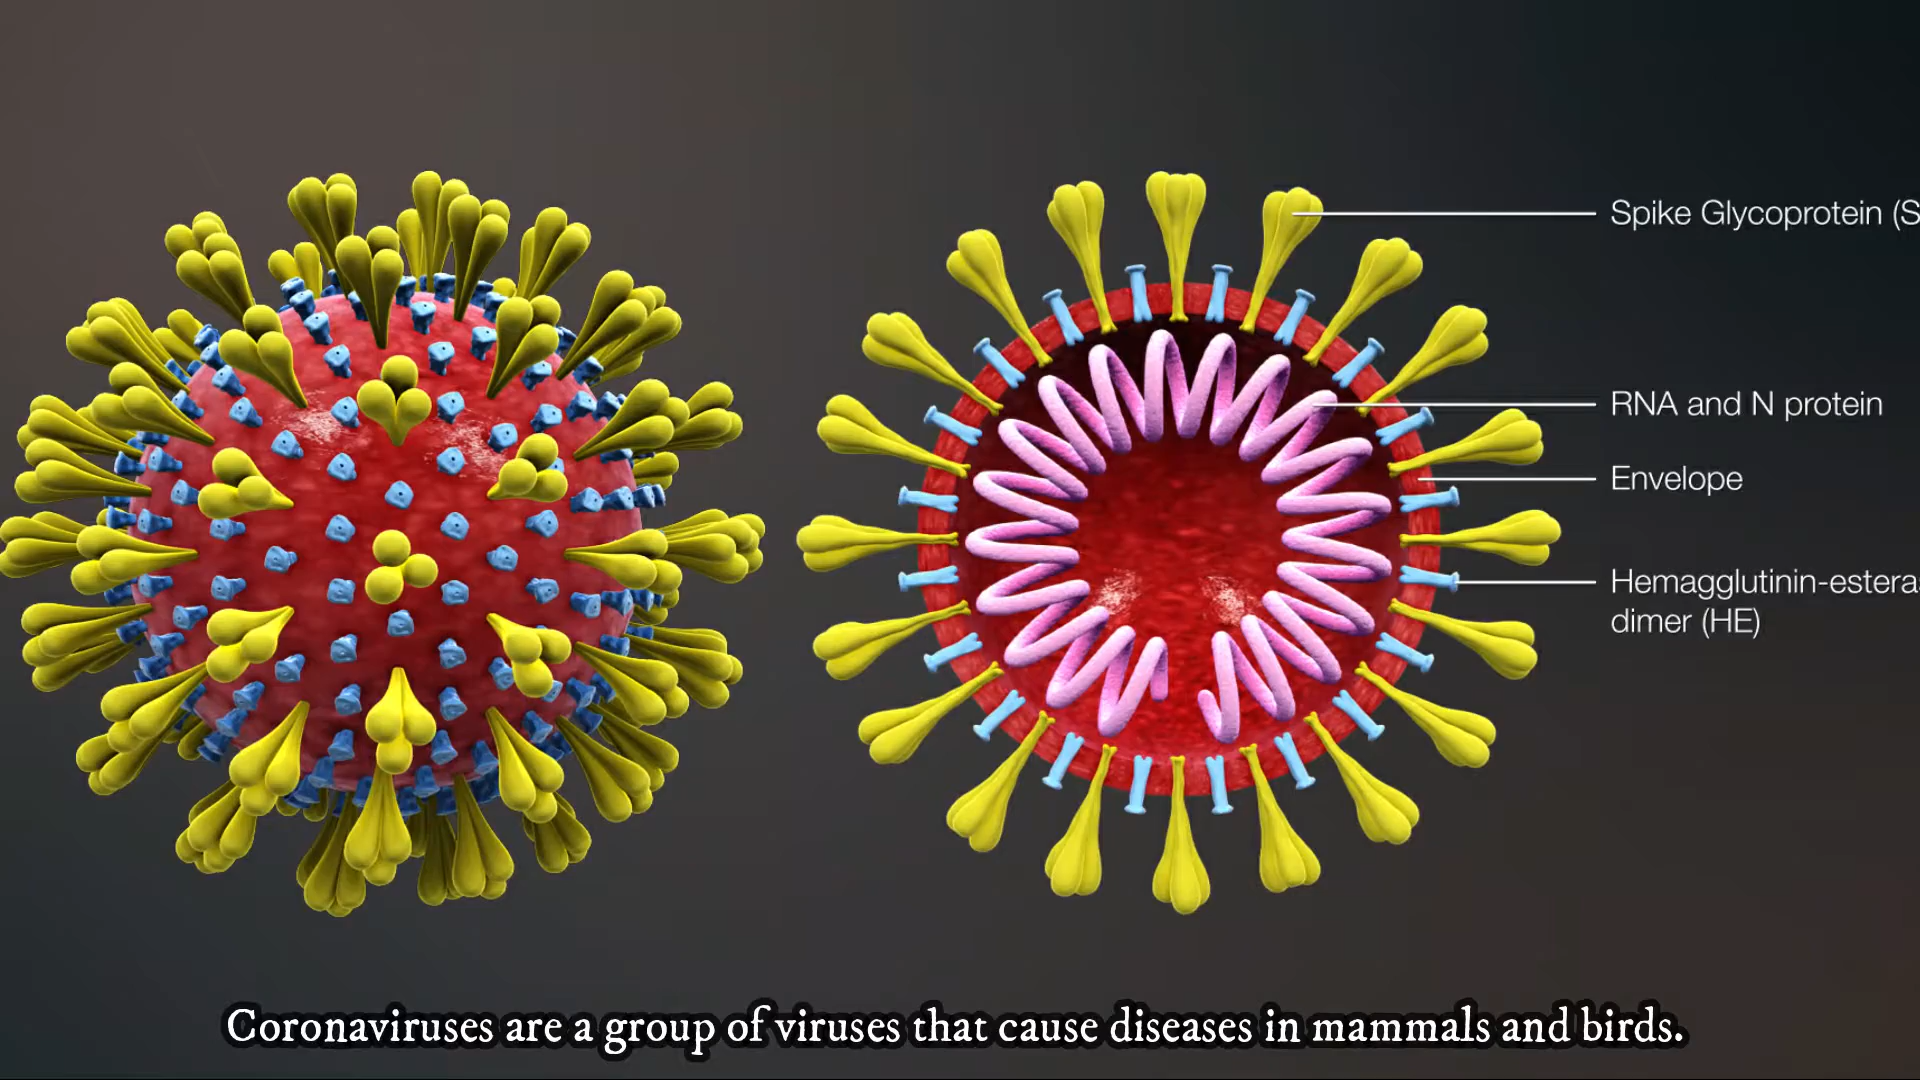 Spike Glycoprotein (S
RNA and N protein
Envelope
Hemagglutinin-estera
dimer (HE)
Coronaviruses are a group of viruses that cause diseases in mammals and birds.